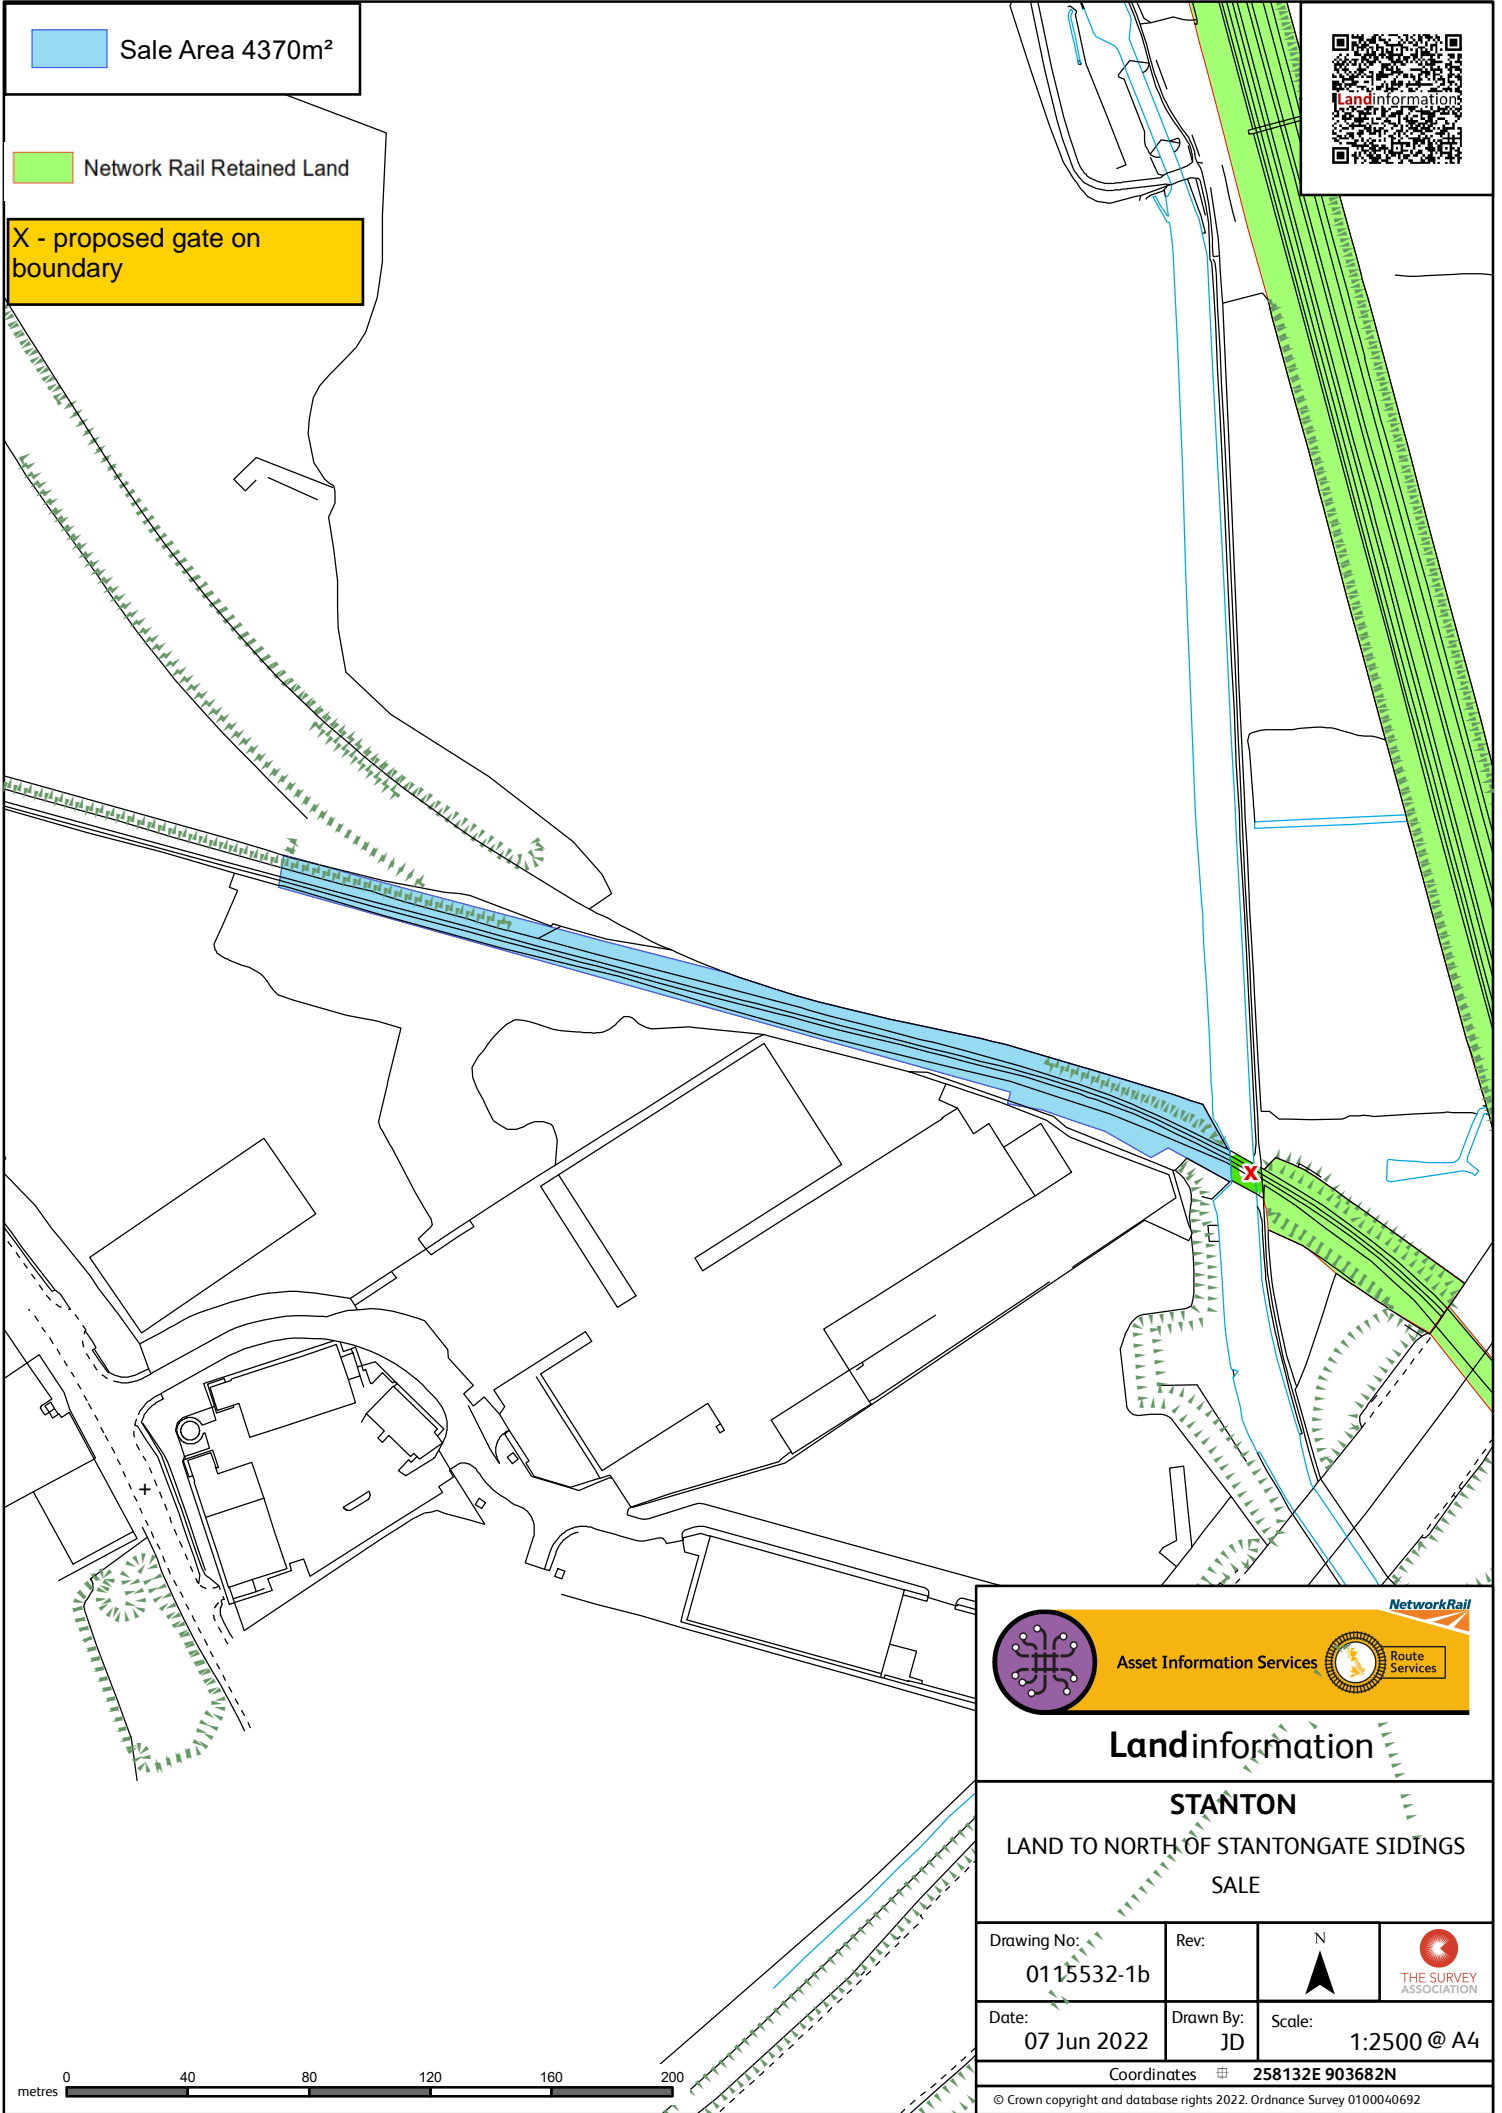 Sale Area 4370m²
Network Rail Retained Land
X - proposed gate on
boundary
Landinformation
X
NetworkRail
Asset Information Services
Route
Services
Landinformation
STANTON
LAND TO NORTH OF STANTONGATE SIDINGS
SALE
Drawing No:
0115532-1b
Rev:
N
THE SURVEY
ASSOCIATION
Date:
07 Jun 2022
Drawn By:
JD
Scale:
1:2500 @ A4
Coordinates 258132E 903682N
© Crown copyright and database rights 2022. Ordnance Survey 0100040692
metres 0 40 80 120 160 200